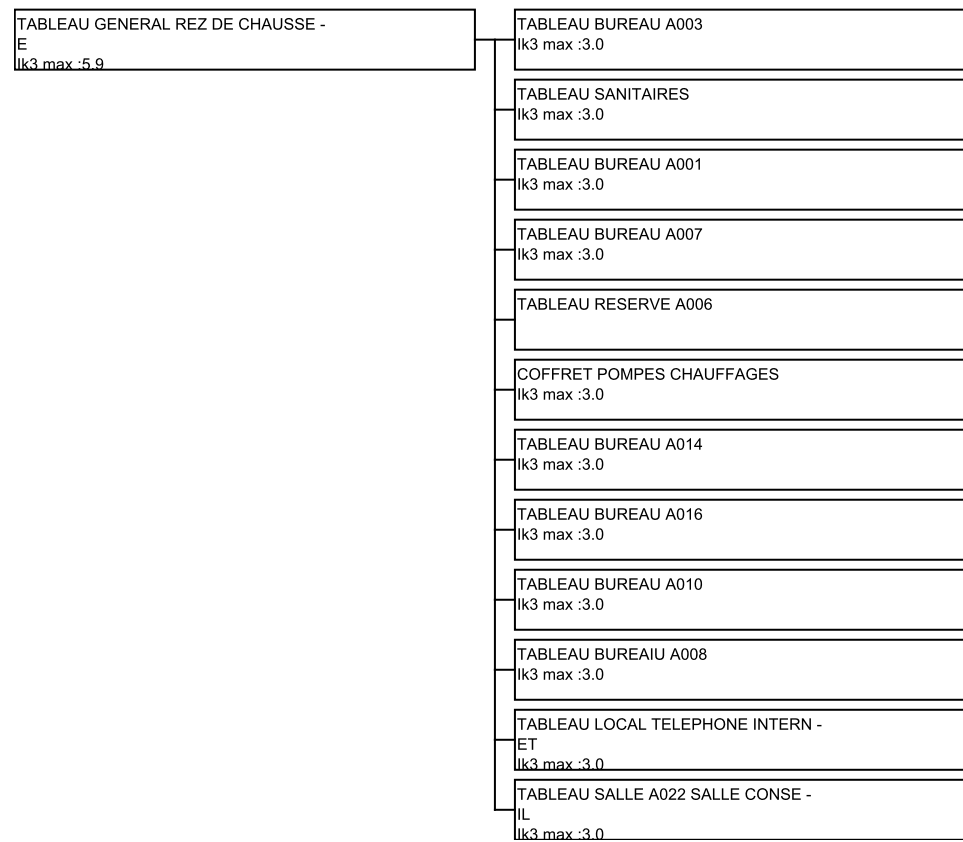 TABLEAU GENERAL REZ DE CHAUSSE -
E
Ik3 max :5.9
TABLEAU BUREAU A003
Ik3 max :3.0
TABLEAU SANITAIRES
Ik3 max :3.0
TABLEAU BUREAU A001
Ik3 max :3.0
TABLEAU BUREAU A007
Ik3 max :3.0
TABLEAU RESERVE A006
COFFRET POMPES CHAUFFAGES
Ik3 max :3.0
TABLEAU BUREAU A014
Ik3 max :3.0
TABLEAU BUREAU A016
Ik3 max :3.0
TABLEAU BUREAU A010
Ik3 max :3.0
TABLEAU BUREAIU A008
Ik3 max :3.0
TABLEAU LOCAL TELEPHONE INTERN -
ET
Ik3 max :3.0
TABLEAU SALLE A022 SALLE CONSE -
IL
Ik3 max :3.0